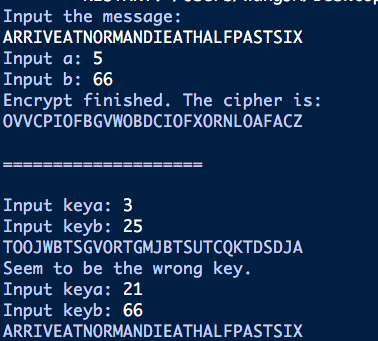 Input the message:
ARRIVEATNORMANDIEATHALFPASTSIX
Input a: 5
Input b: 66
Encrypt finished. The cipher is:
OVVCPIOFBGVWOBDCIOFXORNLOAFACZ
=====================
Input keya: 3
Input keyb: 25
TOOJWBTSGVORTGMJBTSUTCQKTDSDJA
Seem to be the wrong key.
Input keya: 21
Input keyb: 66
ARRIVEATNORMANDIEATHALFPASTSIX